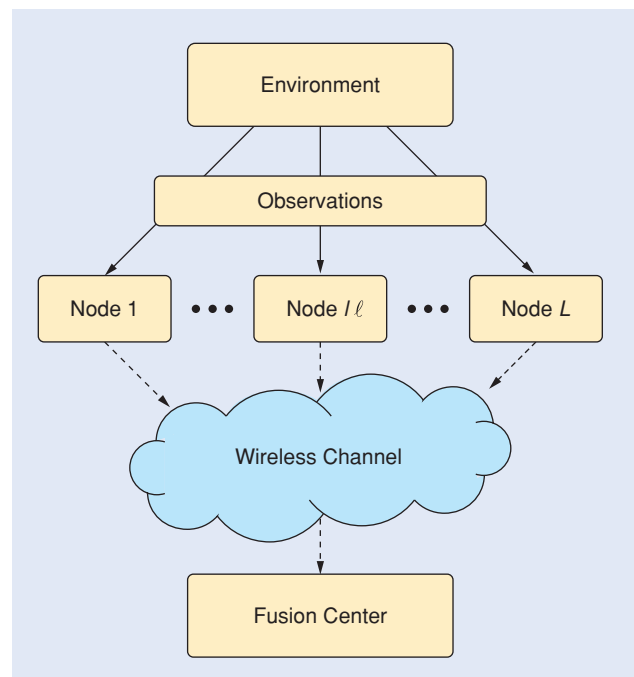 Environment
Observations
Node 1 ••• Node l ℓ ••• Node L
Wireless Channel
Fusion Center